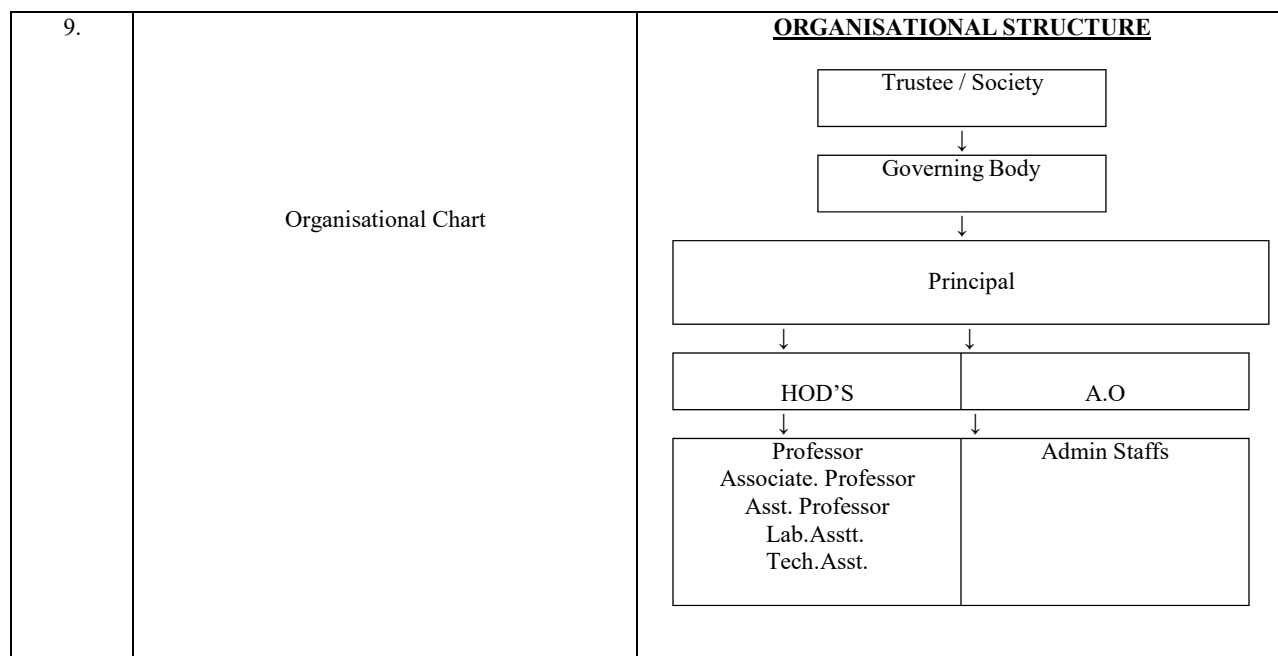 9.
Organisational Chart
ORGANISATIONAL STRUCTURE
Trustee / Society
↓
Governing Body
↓
Principal
↓ ↓
HOD’S
A.O
↓ ↓
Professor
Associate. Professor
Asst. Professor
Lab.Asstt.
Tech.Asst.
Admin Staffs